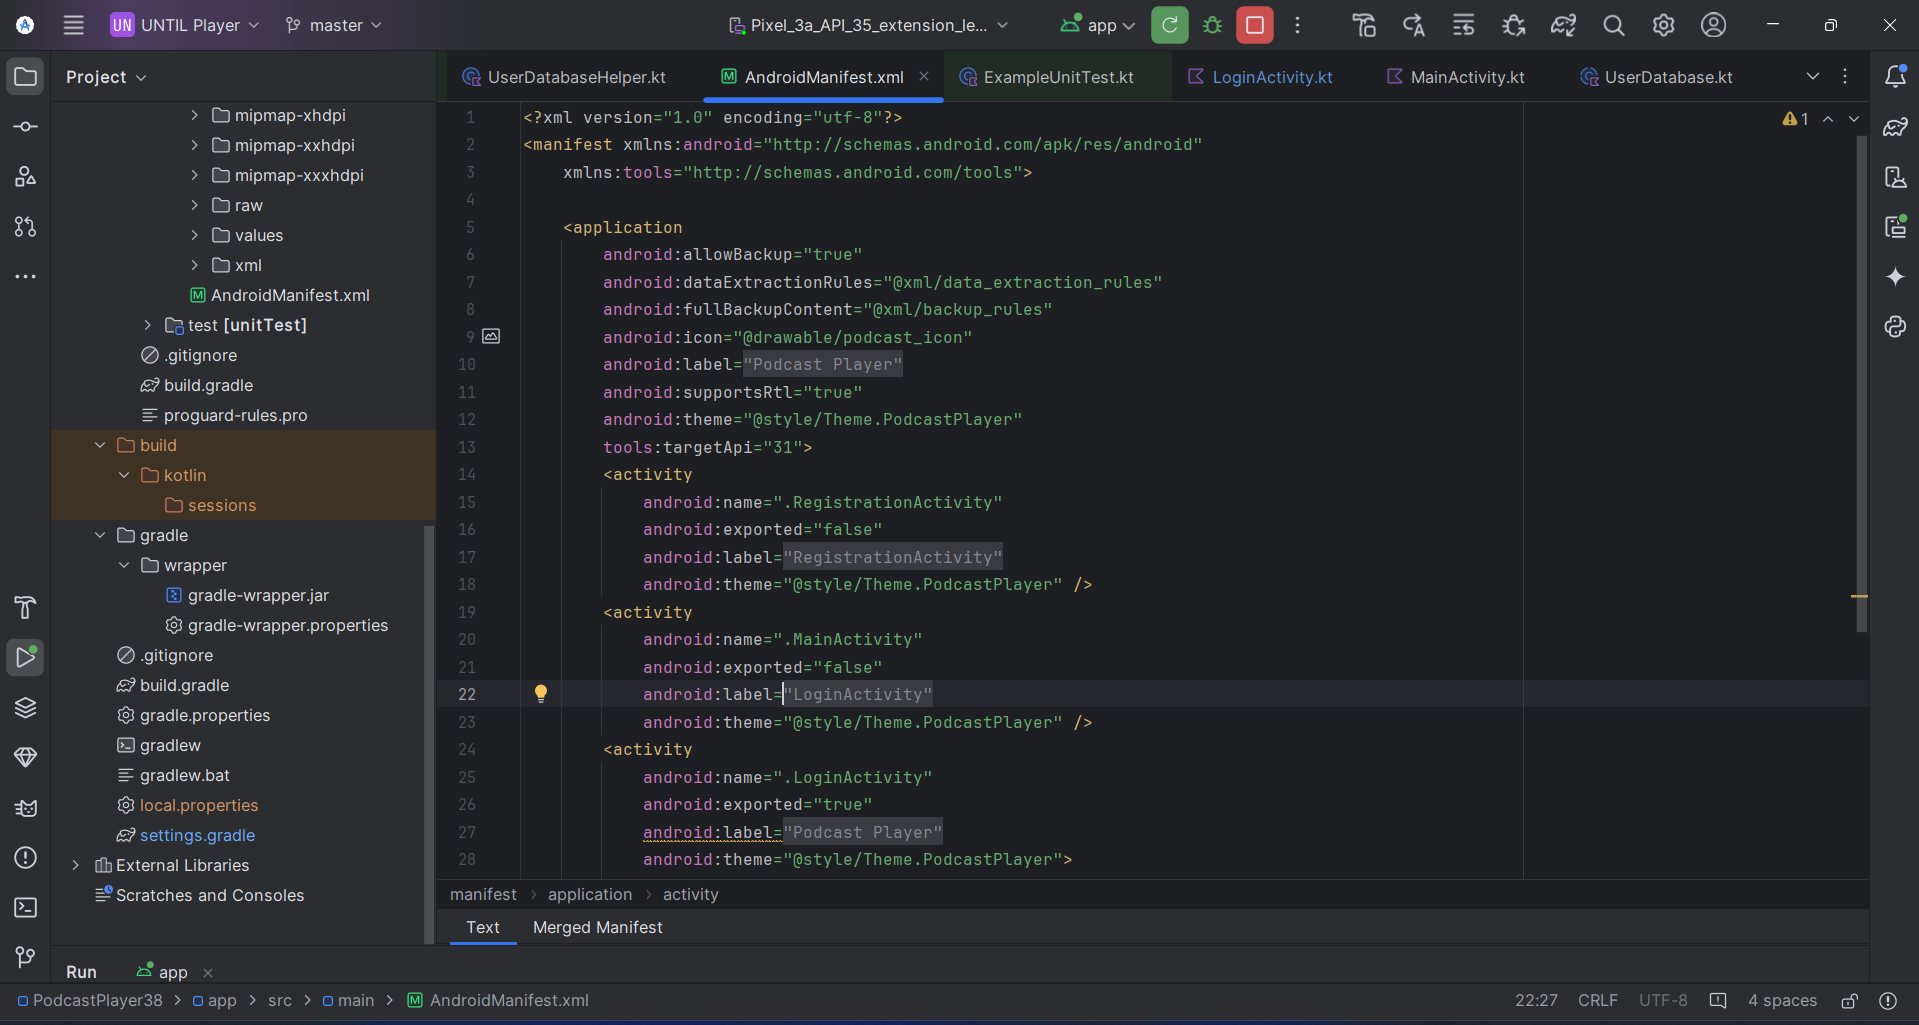 UN UNTIL Player master Pixel_3a_API_35_extension_le... app
Project
UserDatabaseHelper.kt AndroidManifest.xml ExampleUnitTest.kt LoginActivity.kt MainActivity.kt UserDatabase.kt
mipmap-xhdpi
mipmap-xxhdpi
mipmap-xxxhdpi
raw
values
xml
AndroidManifest.xml
test [unitTest]
.gitignore
build.gradle
proguard-rules.pro
build
kotlin
sessions
gradle
wrapper
gradle-wrapper.jar
gradle-wrapper.properties
.gitignore
build.gradle
gradle.properties
gradlew
gradlew.bat
local.properties
settings.gradle
External Libraries
Scratches and Consoles
1 <?xml version="1.0" encoding="utf-8"?>
2 <manifest xmlns:android="http://schemas.android.com/apk/res/android"
3 xmlns:tools="http://schemas.android.com/tools">
4
5 <application
6 android:allowBackup="true"
7 android:dataExtractionRules="@xml/data_extraction_rules"
8 android:fullBackupContent="@xml/backup_rules"
9 android:icon="@drawable/podcast_icon"
10 android:label="Podcast Player"
11 android:supportsRtl="true"
12 android:theme="@style/Theme.PodcastPlayer"
13 tools:targetApi="31">
14 <activity
15 android:name=".RegistrationActivity"
16 android:exported="false"
17 android:label="RegistrationActivity"
18 android:theme="@style/Theme.PodcastPlayer" />
19 <activity
20 android:name=".MainActivity"
21 android:exported="false"
22 android:label="LoginActivity"
23 android:theme="@style/Theme.PodcastPlayer" />
24 <activity
25 android:name=".LoginActivity"
26 android:exported="true"
27 android:label="Podcast Player"
28 android:theme="@style/Theme.PodcastPlayer">
1
manifest > application > activity
Text Merged Manifest
Run app
PodcastPlayer38 > app > src > main > AndroidManifest.xml
22:27 CRLF UTF-8 4 spaces